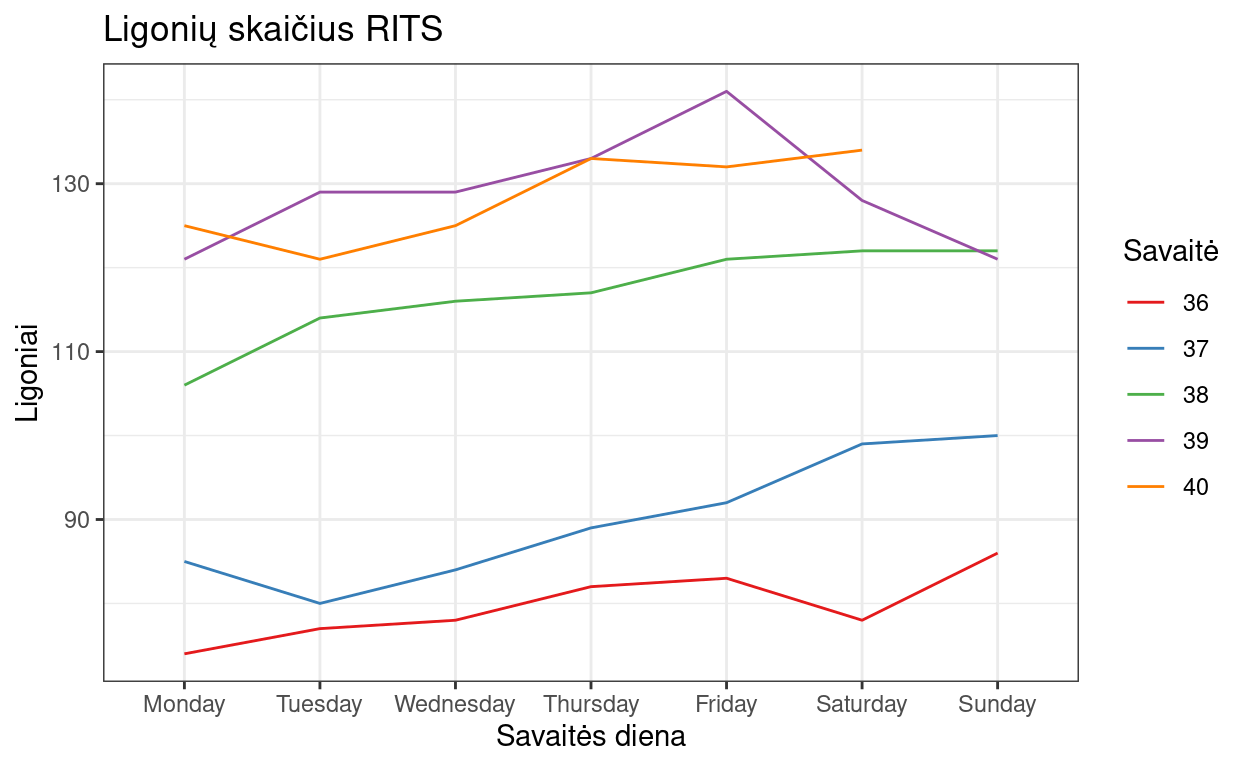 Ligonių skaičius RITS
Ligoniai
130
110
90
Monday Tuesday Wednesday Thursday Friday Saturday Sunday
Savaitės diena
Savaitė
36
37
38
39
40